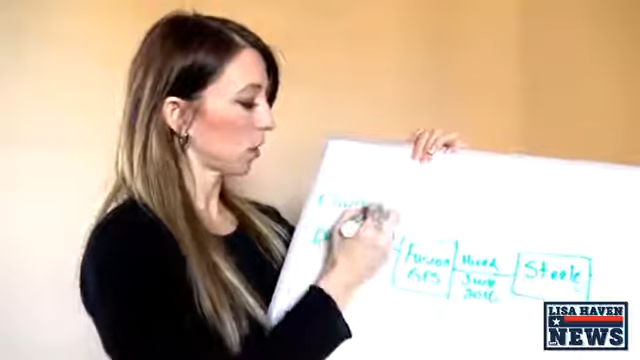 Fusion
GPS
Hired
June
2016
Steele
LISA HAVEN
NEWS